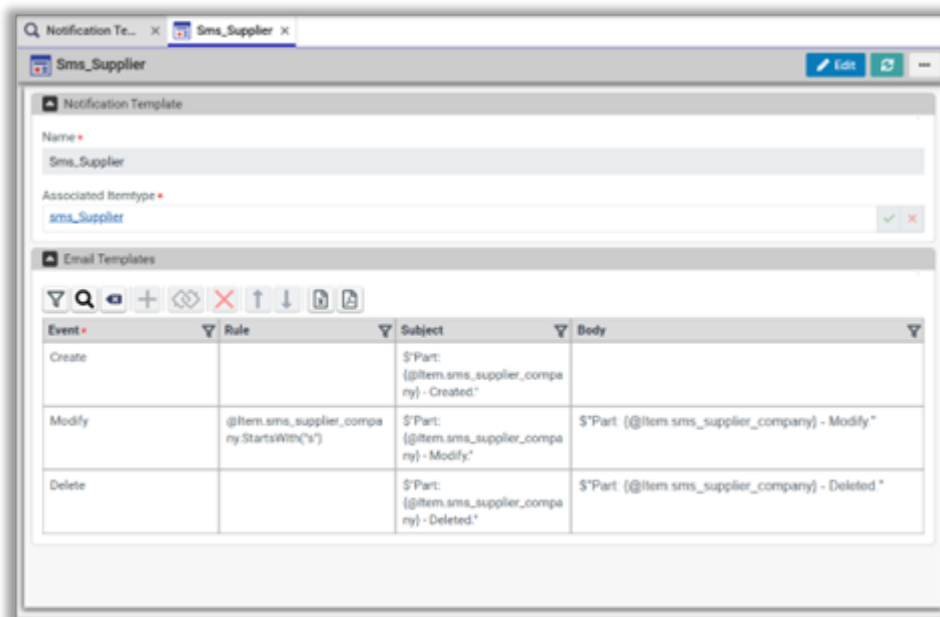 Notification Te... ×
Sms_Supplier ×
Sms_Supplier
Edit
Notification Template
Name •
Sms_Supplier
Associated Itemtype •
sms_Supplier
Email Templates
Event • Rule Subject Body
Create
$"Part:
{@Item.sms_supplier_compa
ny} - Created."
Modify
@Item.sms_supplier_compa
ny.StartsWith("s")
$"Part:
{@Item.sms_supplier_compa
ny} - Modify."
$"Part: {@Item.sms_supplier_company} - Modify."
Delete
$"Part:
{@Item.sms_supplier_compa
ny} - Deleted."
$"Part: {@Item.sms_supplier_company} - Deleted."